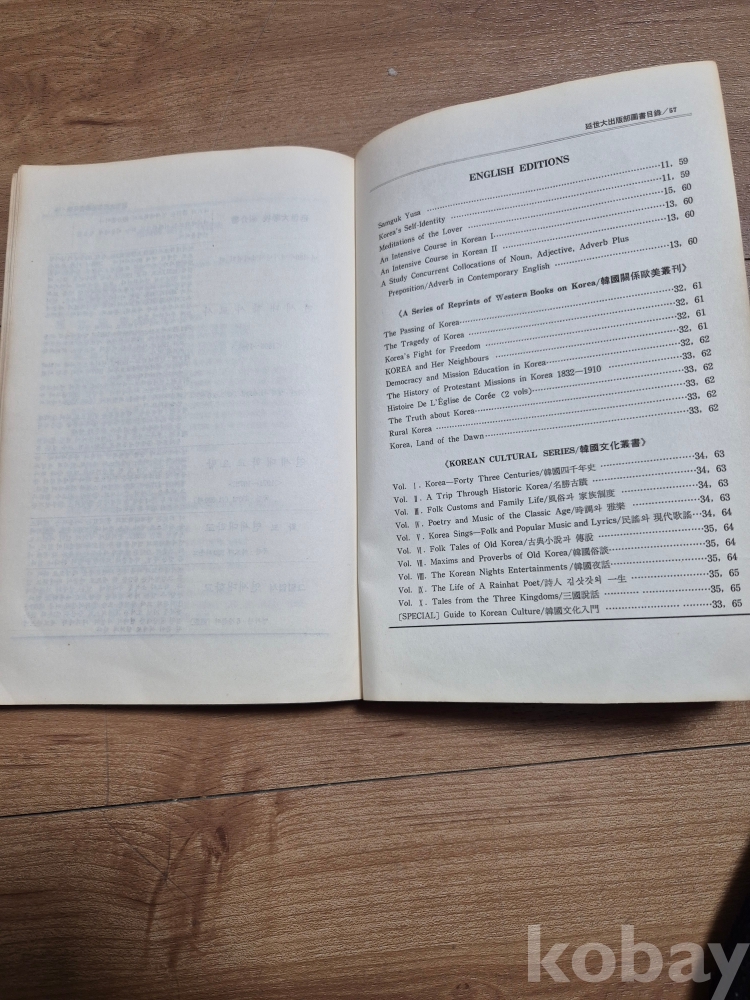 延世大出版部圖書目錄／57
ENGLISH EDITIONS
Samguk Yusa ……11, 59
Korea's Self-Identity ……11, 59
Meditations of the Lover ……15, 60
An Intensive Course in Korean Ⅰ ……13, 60
An Intensive Course in Korean Ⅱ ……13, 60
A Study Concurrent Collocations of Noun, Adjective, Adverb Plus
Preposition/Adverb in Contemporary English ……13, 60
《A Series of Reprints of Western Books on Korea/韓國關係歐美叢刊》
The Passing of Korea ……32, 61
The Tragedy of Korea ……32, 61
Korea's Fight for Freedom ……32, 61
KOREA and Her Neighbours ……32, 61
Democracy and Mission Education in Korea ……32, 62
The History of Protestant Missions in Korea 1832—1910 ……33, 62
Histoire De L'Église de Corée (2 vols) ……33, 62
The Truth about Korea ……33, 62
Rural Korea ……33, 62
Korea, Land of the Dawn ……33, 62
《KOREAN CULTURAL SERIES/韓國文化叢書》
Vol. Ⅰ. Korea—Forty Three Centuries/韓國四千年史 ……34, 63
Vol. Ⅱ. A Trip Through Historic Korea/名勝古蹟 ……34, 63
Vol. Ⅲ. Folk Customs and Family Life/風俗과 家族制度 ……34, 63
Vol. Ⅳ. Poetry and Music of the Classic Age/時調와 雅樂 ……34, 63
Vol. Ⅴ. Korea Sings—Folk and Popular Music and Lyrics/民謠와 現代歌謠…34, 64
Vol. Ⅵ. Folk Tales of Old Korea/古典小說과 傳說 ……35, 64
Vol. Ⅶ. Maxims and Proverbs of Old Korea/韓國俗談 ……35, 64
Vol. Ⅷ. The Korean Nights Entertainments/韓國夜話 ……35, 64
Vol. Ⅸ. The Life of A Rainhat Poet/詩人 김삿갓의 一生 ……35, 65
Vol. Ⅹ. Tales from the Three Kingdoms/三國說話 ……35, 65
[SPECIAL] Guide to Korean Culture/韓國文化入門 ……33, 65
kobay